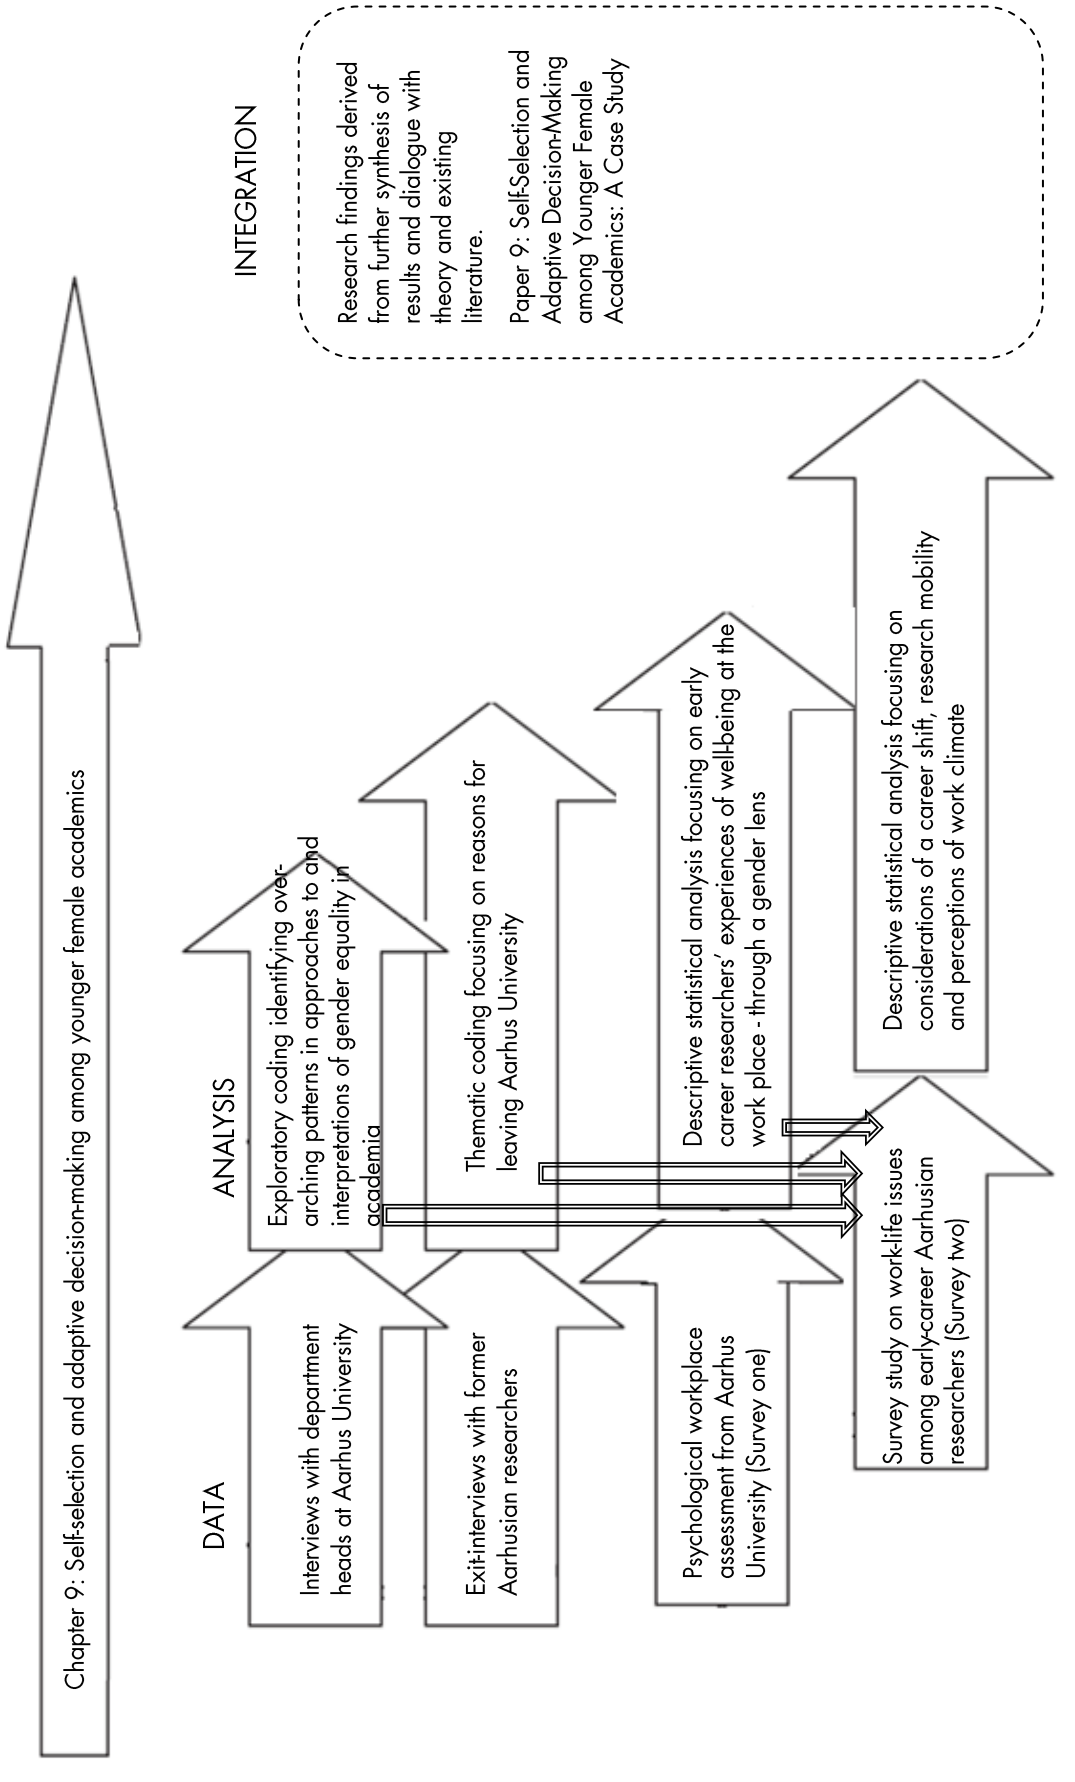 Chapter 9: Self-selection and adaptive decision-making among younger female academics
DATA
ANALYSIS
INTEGRATION
Interviews with department
heads at Aarhus University
Exploratory coding identifying over-
arching patterns in approaches to and
interpretations of gender equality in
academia
Exit-interviews with former
Aarhusian researchers
Thematic coding focusing on reasons for
leaving Aarhus University
Psychological workplace
assessment from Aarhus
University (Survey one)
Descriptive statistical analysis focusing on early
career researchers’ experiences of well-being at the
work place - through a gender lens
Survey study on work-life issues
among early-career Aarhusian
researchers (Survey two)
Descriptive statistical analysis focusing on
considerations of a career shift, research mobility
and perceptions of work climate
Research findings derived
from further synthesis of
results and dialogue with
theory and existing
literature.
Paper 9: Self-Selection and
Adaptive Decision-Making
among Younger Female
Academics: A Case Study